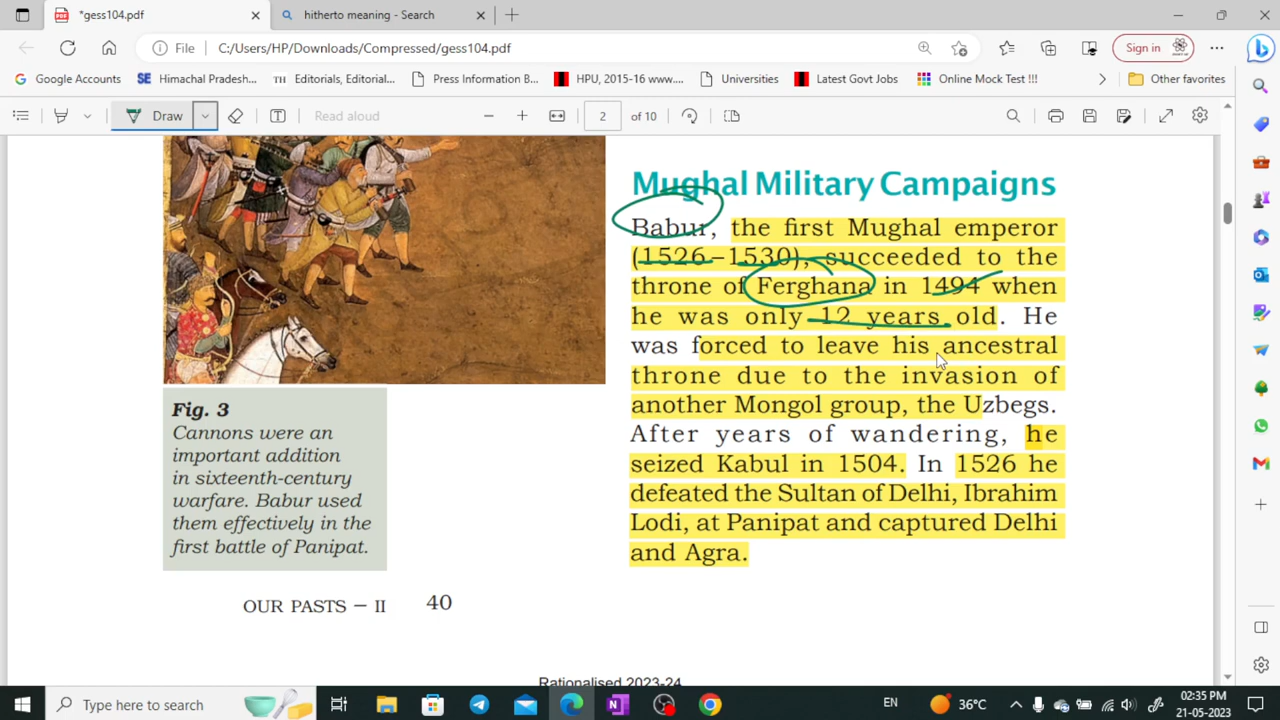 *gess104.pdf
hitherto meaning - Search
File C:/Users/HP/Downloads/Compressed/gess104.pdf
Sign in
Google Accounts
SE Himachal Pradesh...
TH Editorials, Editorial...
Press Information B...
HPU, 2015-16 www....
Universities
Latest Govt Jobs
Online Mock Test !!!
Other favorites
Draw
Read aloud
2 of 10
Mughal Military Campaigns
Babur, the first Mughal emperor
(1526–1530), succeeded to the
throne of Ferghana in 1494 when
he was only 12 years old. He
was forced to leave his ancestral
throne due to the invasion of
another Mongol group, the Uzbegs.
After years of wandering, he
seized Kabul in 1504. In 1526 he
defeated the Sultan of Delhi, Ibrahim
Lodi, at Panipat and captured Delhi
and Agra.
Fig. 3
Cannons were an
important addition
in sixteenth-century
warfare. Babur used
them effectively in the
first battle of Panipat.
OUR PASTS – II 40
Rationalised 2023-24
Type here to search
EN
36°C
02:35 PM
21-05-2023